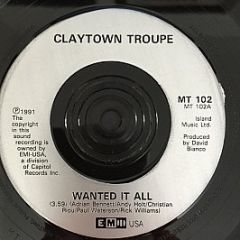 CLAYTOWN TROUPE
℗1991
Copyright in
this sound
recording is
owned by
EMI-USA,
a division
of Capitol
Records Inc.
MT 102
MT 102A
Island
Music Ltd.
Produced by
David
Bianco
WANTED IT ALL
(3.59) (Adrian Bennett/Andy Holt/Christian
Riou/Paul Waterson/Rick Williams)
EMI USA